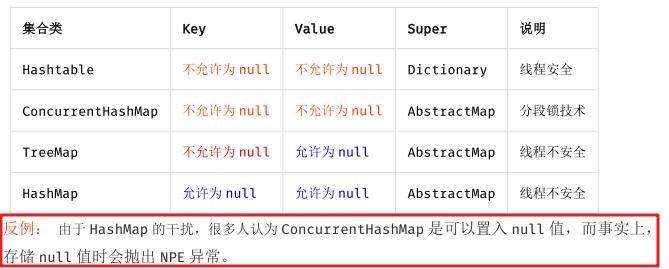 集合类 Key Value Super 说明
Hashtable 不允许为 null 不允许为 null Dictionary 线程安全
ConcurrentHashMap 不允许为 null 不允许为 null AbstractMap 分段锁技术
TreeMap 不允许为 null 允许为 null AbstractMap 线程不安全
HashMap 允许为 null 允许为 null AbstractMap 线程不安全
反例： 由于 HashMap 的干扰，很多人认为 ConcurrentHashMap 是可以置入 null 值，而事实上，
存储 null 值时会抛出 NPE 异常。